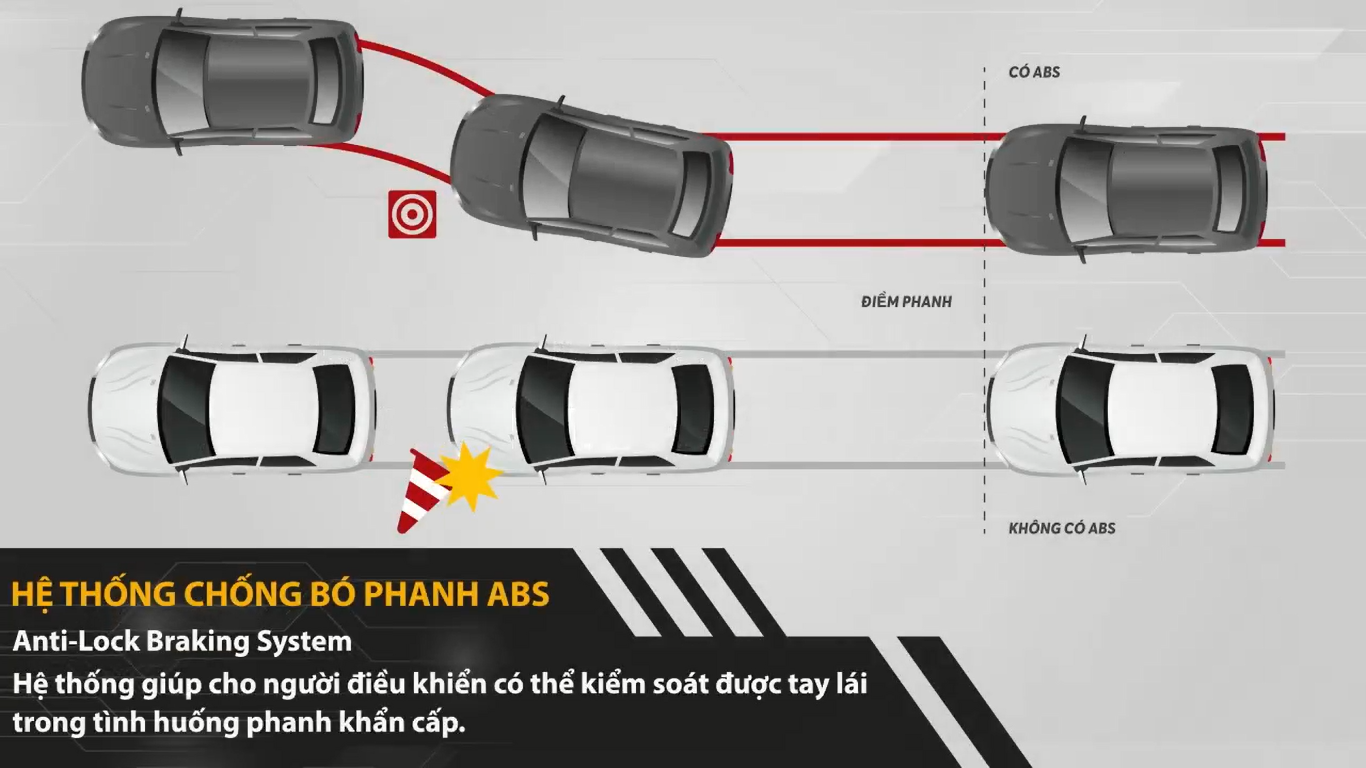 CÓ ABS
ĐIỂM PHANH
KHÔNG CÓ ABS
HỆ THỐNG CHỐNG BÓ PHANH ABS
Anti-Lock Braking System
Hệ thống giúp cho người điều khiển có thể kiểm soát được tay lái
trong tình huống phanh khẩn cấp.